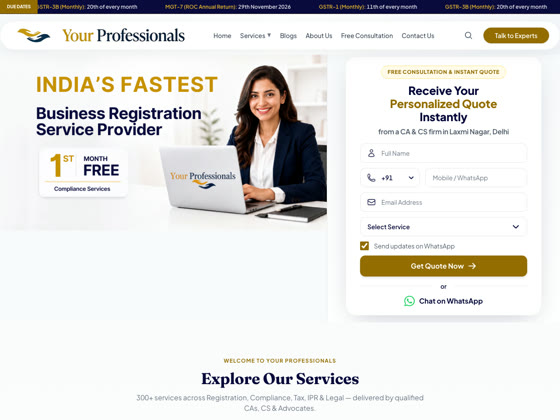 DUE DATES
GSTR-3B (Monthly): 20th of every month
MGT-7 (ROC Annual Return): 29th November 2026
GSTR-1 (Monthly): 11th of every month
GSTR-3B (Monthly): 20th of every month
Your Professionals
Home
Services
Blogs
About Us
Free Consultation
Contact Us
Talk to Experts
INDIA'S FASTEST
Business Registration
Service Provider
1ST MONTH FREE
Compliance Services
Your Professionals
FREE CONSULTATION & INSTANT QUOTE
Receive Your
Personalized Quote
Instantly
from a CA & CS firm in Laxmi Nagar, Delhi
Full Name
+91
Mobile / WhatsApp
Email Address
Select Service
Send updates on WhatsApp
Get Quote Now →
or
Chat on WhatsApp
WELCOME TO YOUR PROFESSIONALS
Explore Our Services
300+ services across Registration, Compliance, Tax, IPR & Legal — delivered by qualified
CAs, CS & Advocates.